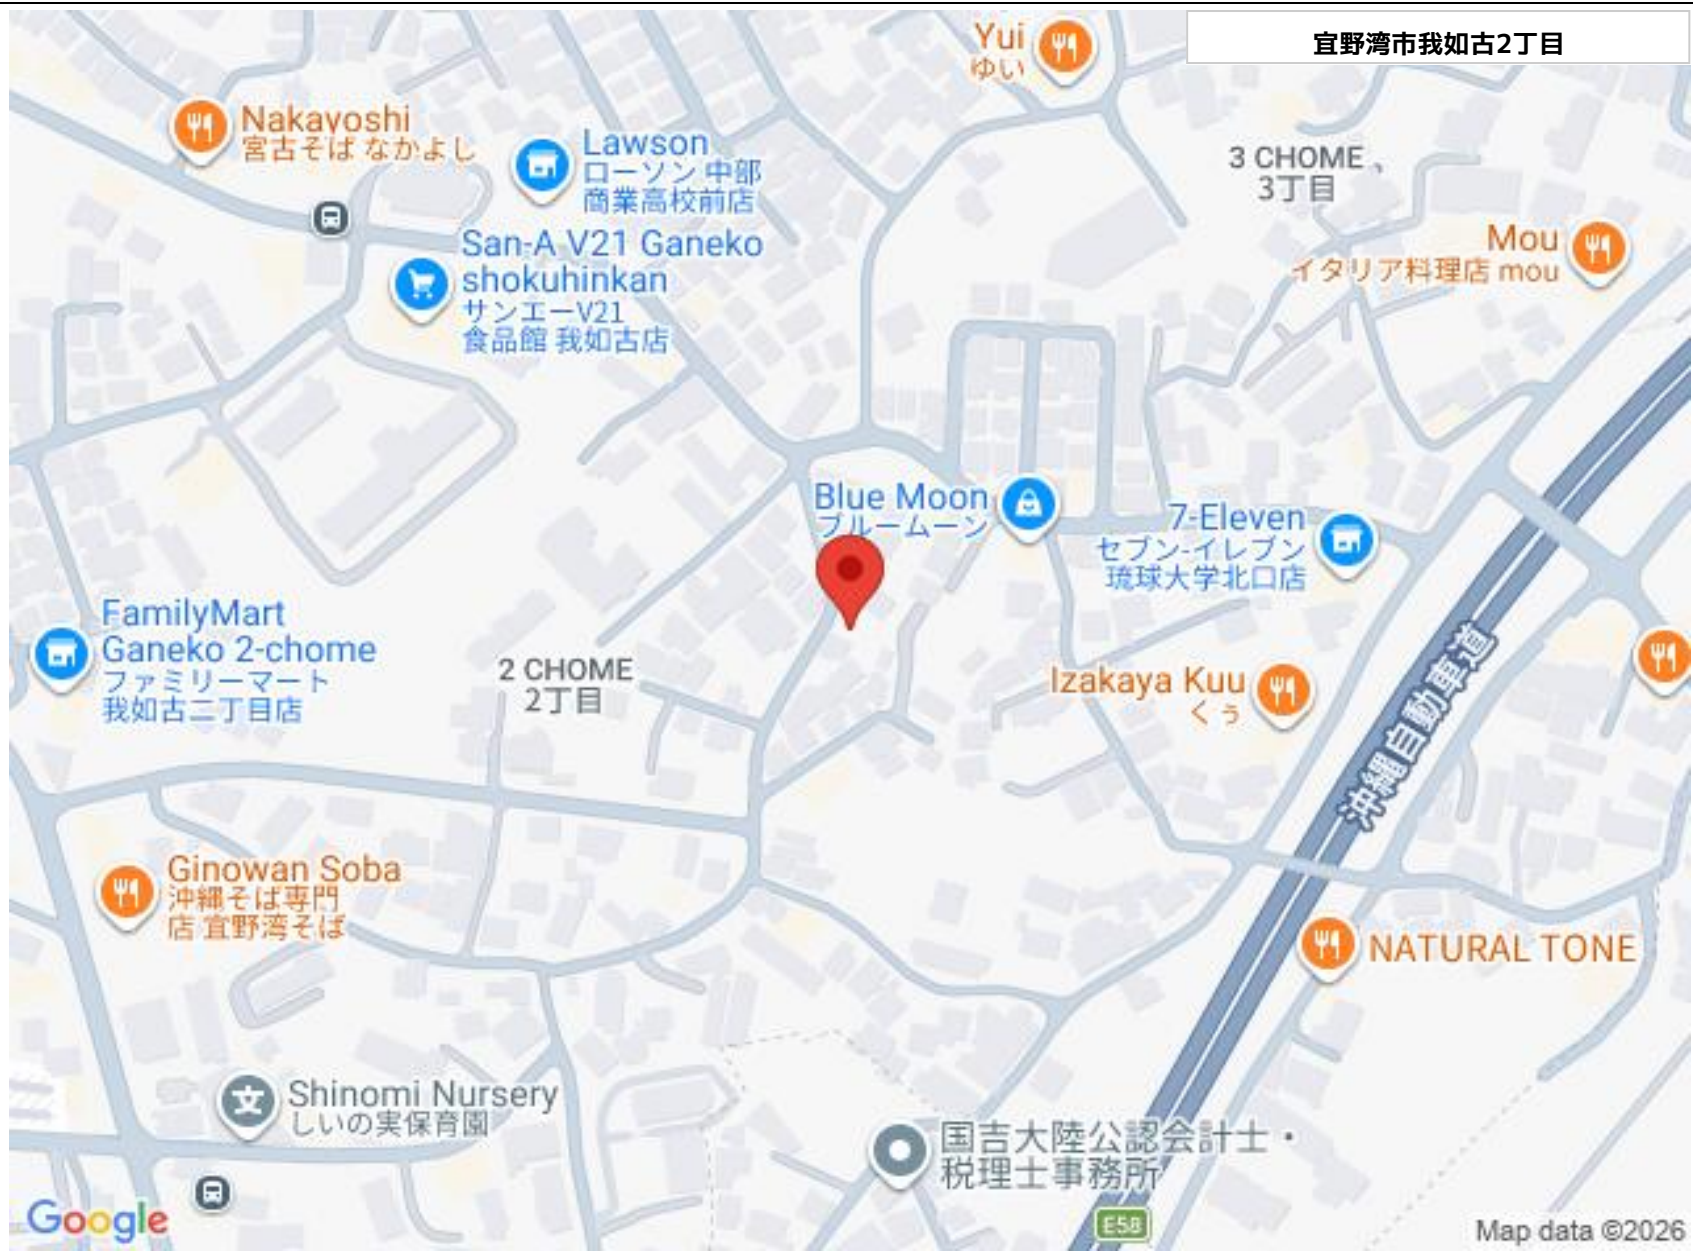 宜野湾市我如古2丁目
Yui
ゆい
Nakayoshi
宮古そば なかよし
Lawson
ローソン 中部
商業高校前店
3 CHOME
3丁目
San-A V21 Ganeko
shokuhinkan
サンエーV21
食品館 我如古店
Mou
イタリア料理店 mou
Blue Moon
ブルームーン
7-Eleven
セブン-イレブン
琉球大学北口店
FamilyMart
Ganeko 2-chome
ファミリーマート
我如古二丁目店
2 CHOME
2丁目
Izakaya Kuu
くぅ
沖縄自動車道
Ginowan Soba
沖縄そば専門
店 宜野湾そば
NATURAL TONE
Shinomi Nursery
しいの実保育園
国吉大陸公認会計士・
税理士事務所
E58
Google
Map data ©2026